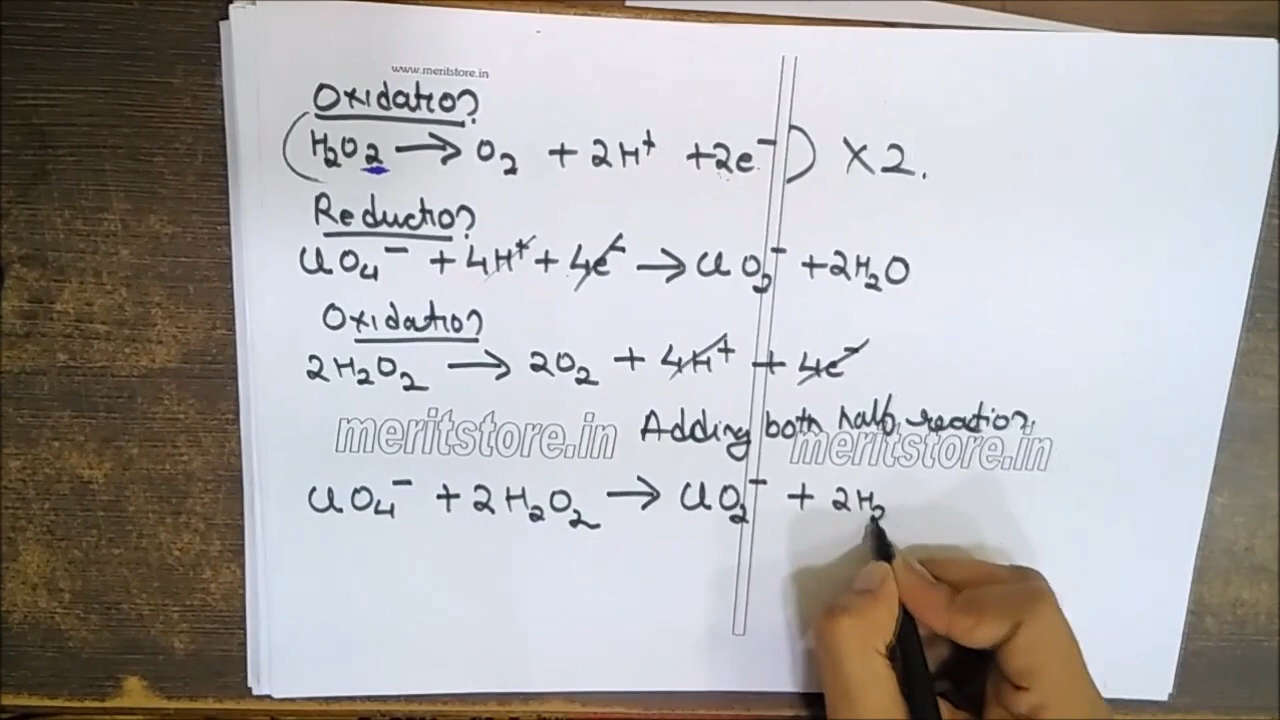 www.meritstore.in
Oxidation
(H₂O₂ → O₂ + 2H⁺ + 2e⁻) × 2.
Reduction
ClO₄⁻ + 4H⁺ + 4e⁻ → ClO₂⁻ + 2H₂O
Oxidation
2H₂O₂ → 2O₂ + 4H⁺ + 4e⁻
meritstore.in
Adding both half reaction,
meritstore.in
ClO₄⁻ + 2H₂O₂ → ClO₂⁻ + 2H₂